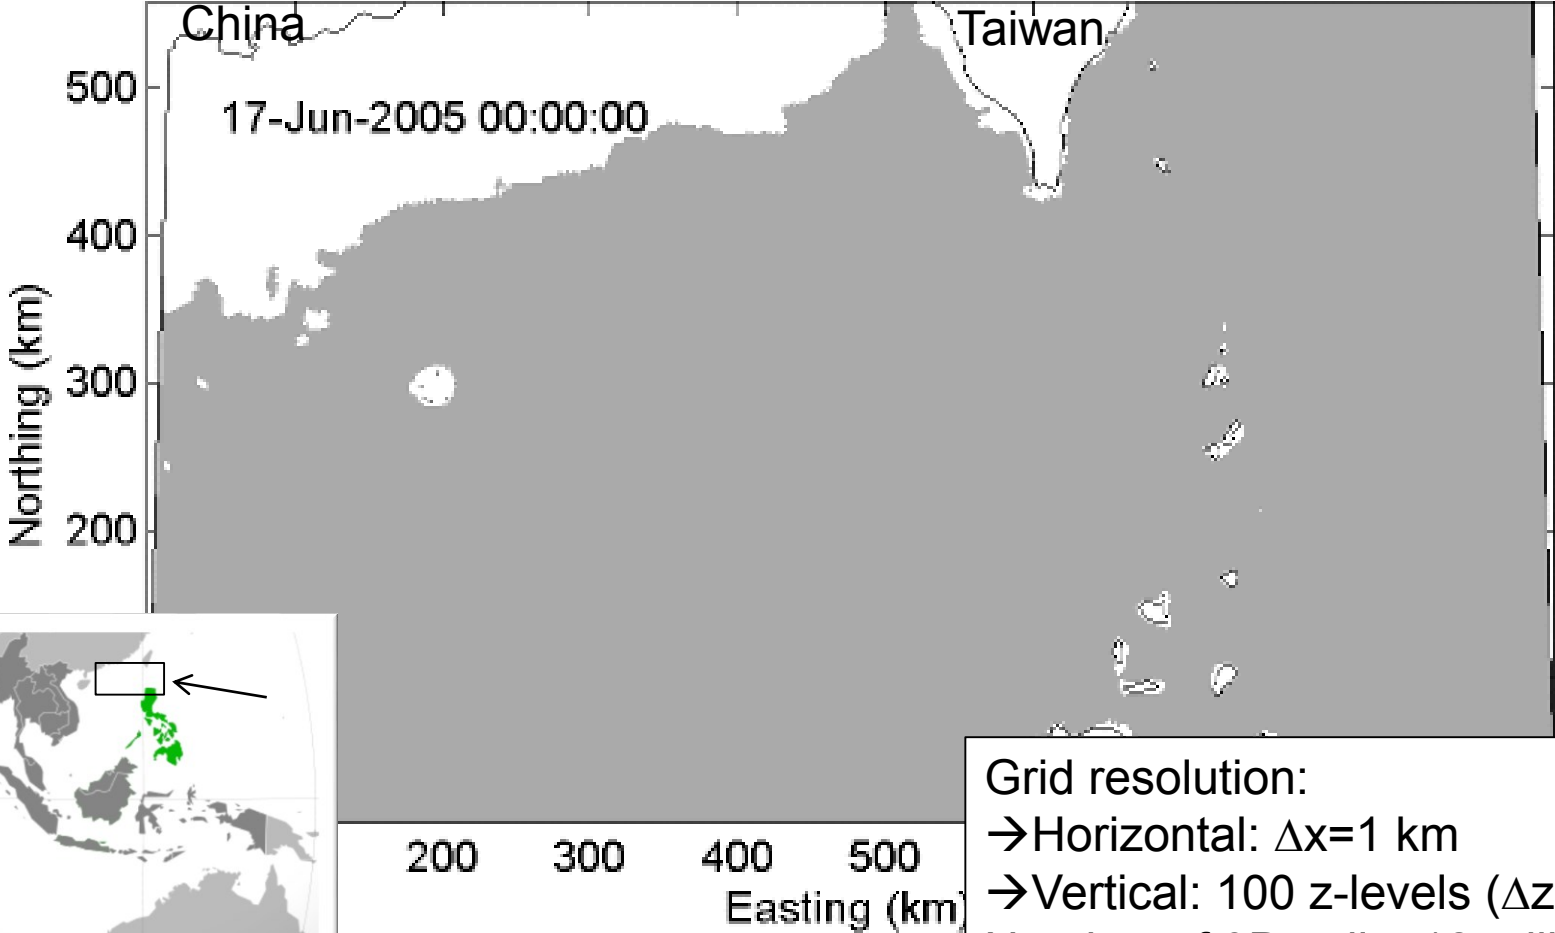 China
Taiwan
17-Jun-2005 00:00:00
500
400
300
200
Northing (km)
200
300
400
500
Easting (km)
Grid resolution:
→Horizontal: Δx=1 km
→Vertical: 100 z-levels (Δz